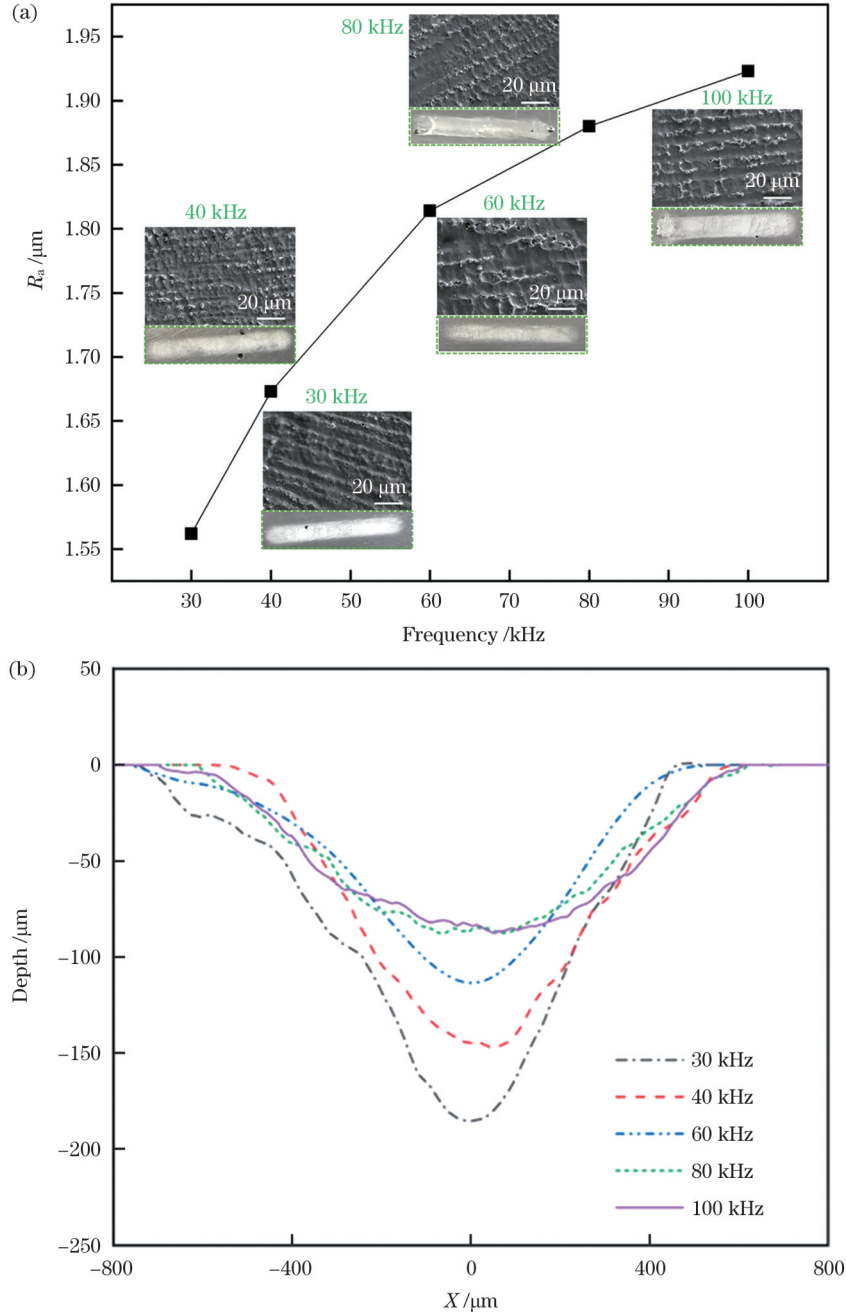 (a)
1.95
1.90
1.85
1.80
1.75
1.70
1.65
1.60
1.55
Ra /μm
80 kHz
20 μm
100 kHz
20 μm
40 kHz
20 μm
60 kHz
20 μm
30 kHz
20 μm
30 40 50 60 70 80 90 100
Frequency /kHz
(b)
50
0
−50
−100
−150
−200
−250
Depth /μm
30 kHz
40 kHz
60 kHz
80 kHz
100 kHz
−800 −400 0 400 800
X /μm